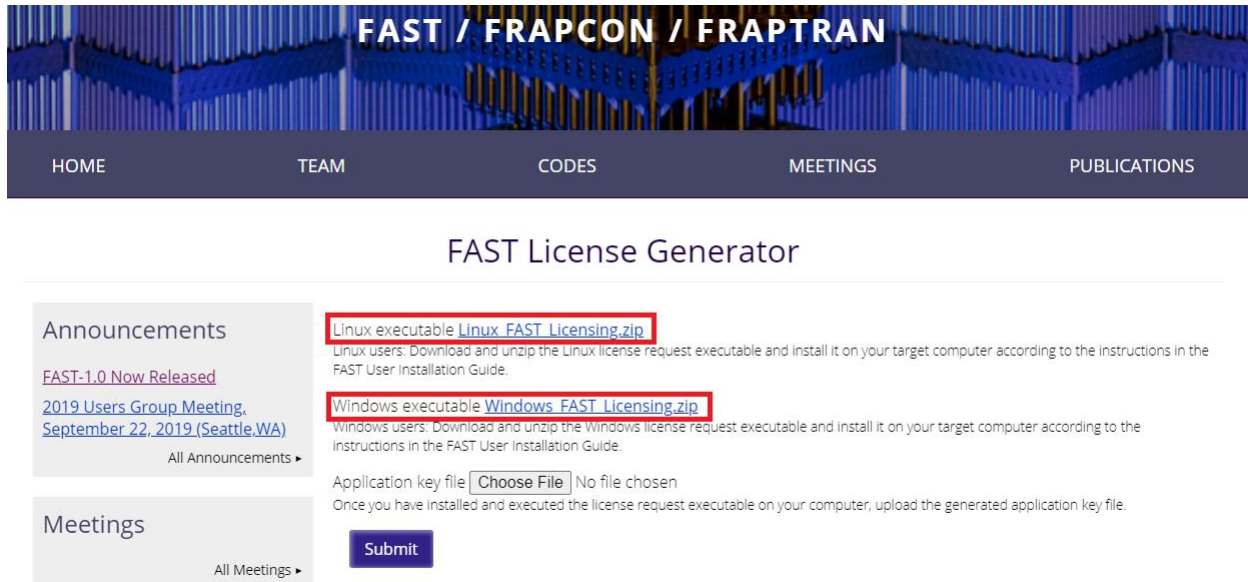 FAST / FRAPCON / FRAPTRAN
HOME TEAM CODES MEETINGS PUBLICATIONS
FAST License Generator
Announcements
FAST-1.0 Now Released
2019 Users Group Meeting,
September 22, 2019 (Seattle,WA)
All Announcements ▸
Meetings
All Meetings ▸
Linux executable Linux_FAST_Licensing.zip
Linux users: Download and unzip the Linux license request executable and install it on your target computer according to the instructions in the
FAST User Installation Guide.
Windows executable Windows_FAST_Licensing.zip
Windows users: Download and unzip the Windows license request executable and install it on your target computer according to the
instructions in the FAST User Installation Guide.
Application key file Choose File No file chosen
Once you have installed and executed the license request executable on your computer, upload the generated application key file.
Submit